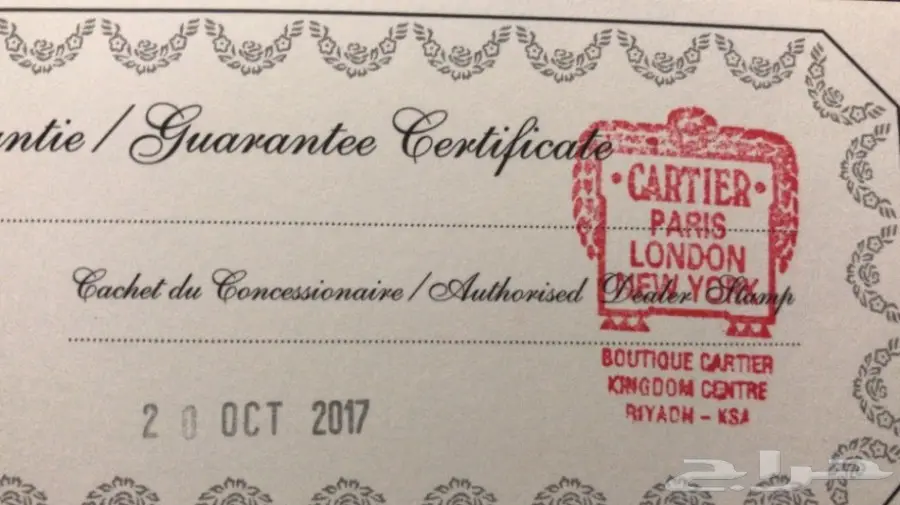 ntie / Guarantee Certificate
· CARTIER ·
PARIS
LONDON
NEW YORK
Cachet du Concessionaire / Authorised Dealer Stamp
BOUTIQUE CARTIER
KINGDOM CENTRE
RIYADH - KSA
20 OCT 2017
حراج